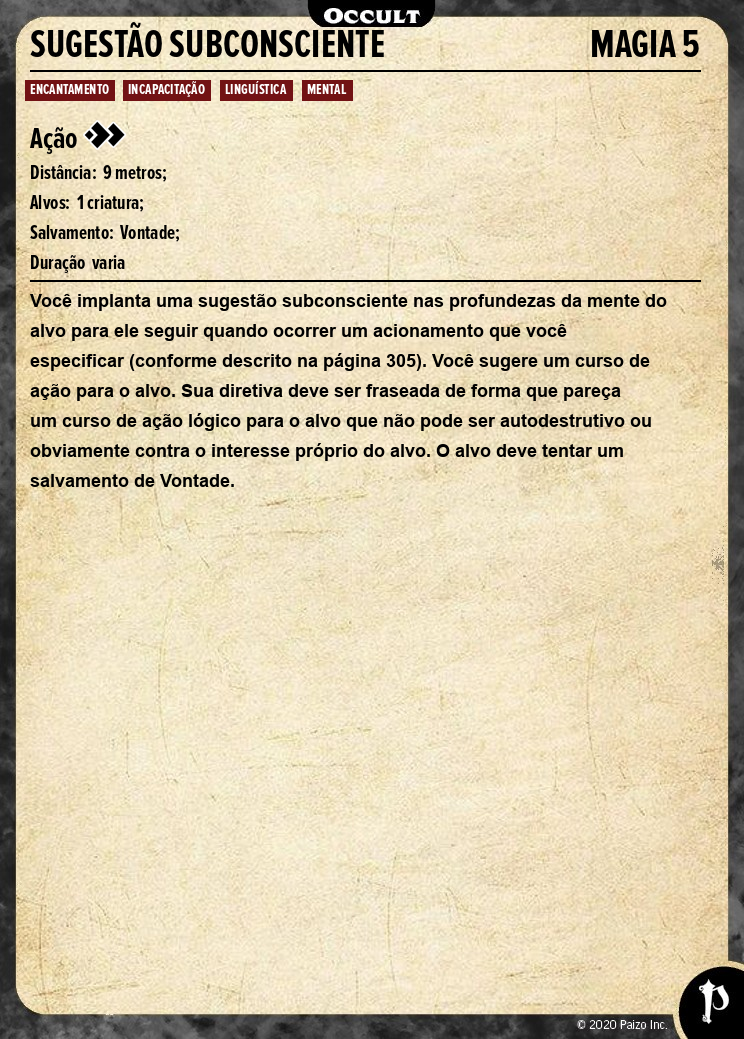 OCCULT
SUGESTÃO SUBCONSCIENTE MAGIA 5
ENCANTAMENTO INCAPACITAÇÃO LINGUÍSTICA MENTAL
Ação
Distância: 9 metros;
Alvos: 1 criatura;
Salvamento: Vontade;
Duração varia
Você implanta uma sugestão subconsciente nas profundezas da mente do
alvo para ele seguir quando ocorrer um acionamento que você
especificar (conforme descrito na página 305). Você sugere um curso de
ação para o alvo. Sua diretiva deve ser fraseada de forma que pareça
um curso de ação lógico para o alvo que não pode ser autodestrutivo ou
obviamente contra o interesse próprio do alvo. O alvo deve tentar um
salvamento de Vontade.
© 2020 Paizo Inc.
P